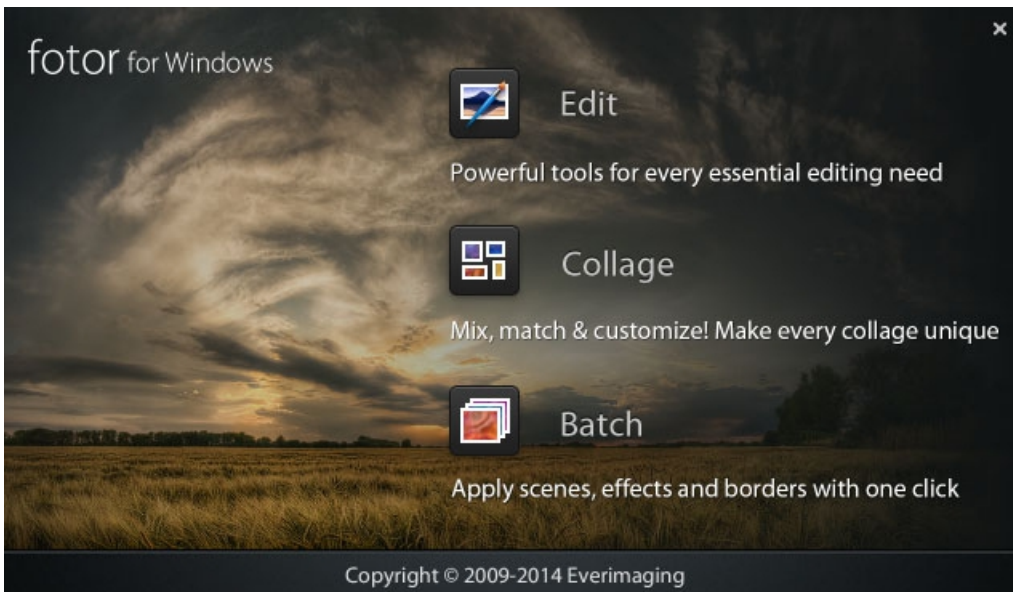 fotor for Windows
Edit
Powerful tools for every essential editing need
Collage
Mix, match & customize! Make every collage unique
Batch
Apply scenes, effects and borders with one click
Copyright © 2009-2014 Everimaging